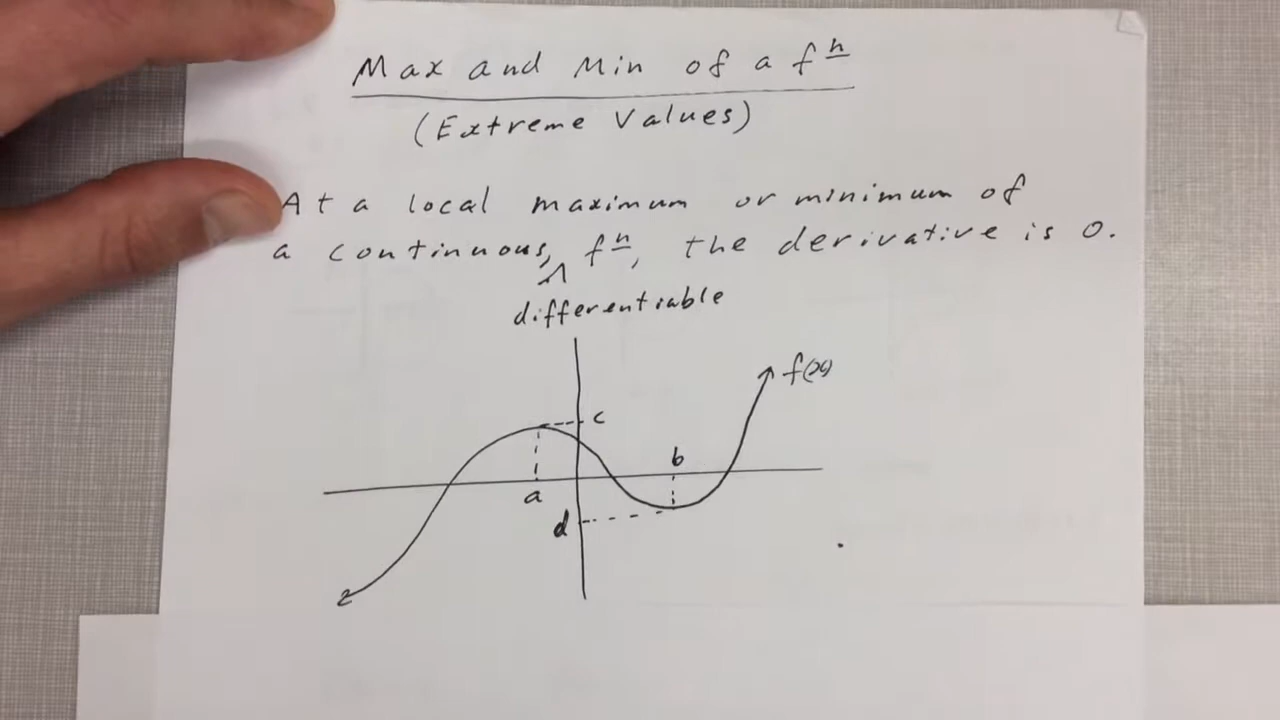 Max and Min of a fⁿ
(Extreme Values)
At a local maximum or minimum of
a continuous, fⁿ, the derivative is 0.
differentiable
f(x)
c
b
a
d